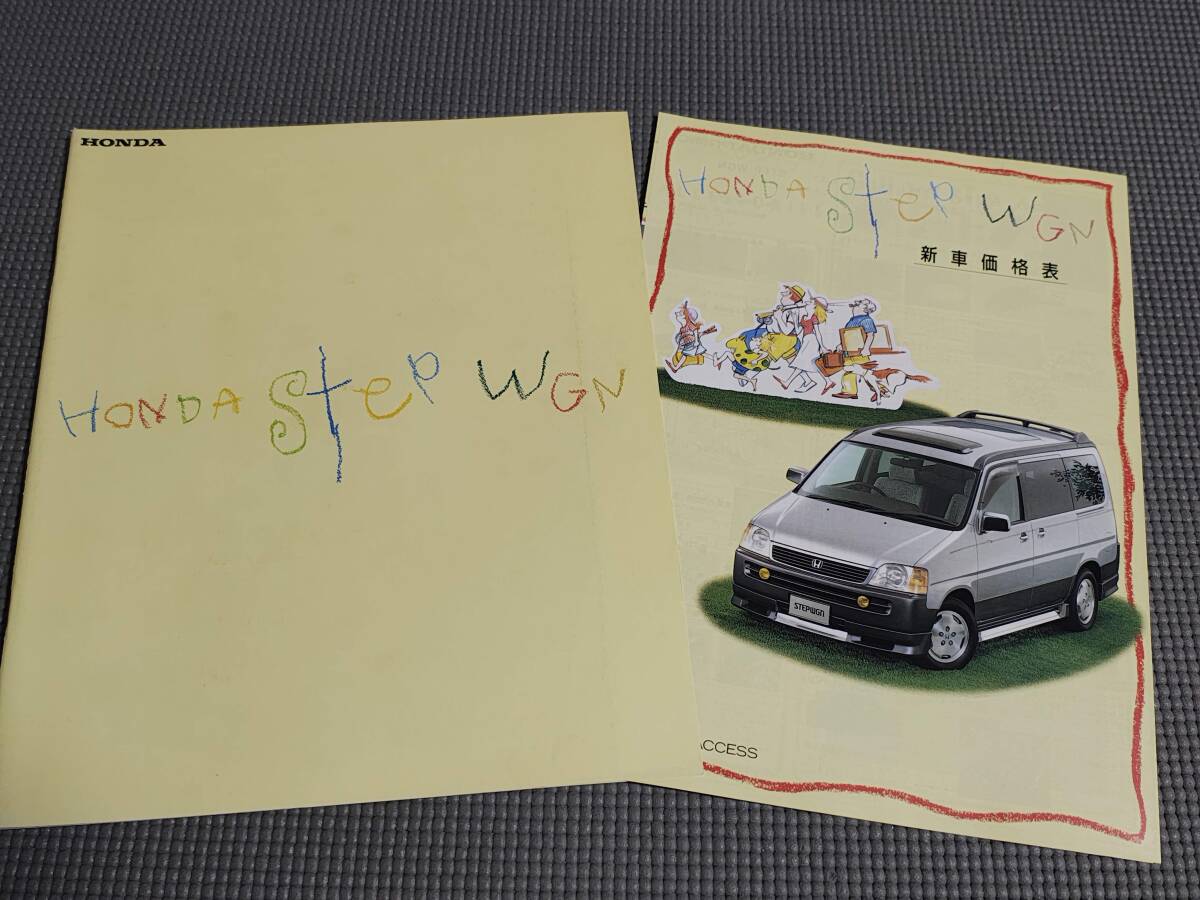 HONDA
HONDA Step WGN
HONDA Step WGN
新車価格表
STEPWGN
ACCESS